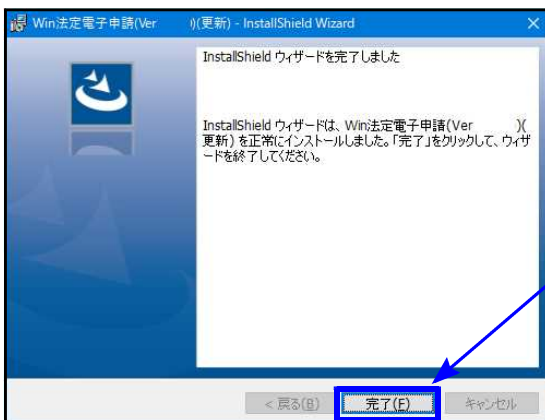 Win法定電子申請(Ver　　)(更新) - InstallShield Wizard
InstallShield ウィザードを完了しました
InstallShield ウィザードは、Win法定電子申請(Ver　　)(
更新) を正常にインストールしました。「完了」をクリックして、ウィザ
ードを終了してください。
< 戻る(B)
完了(F)
キャンセル